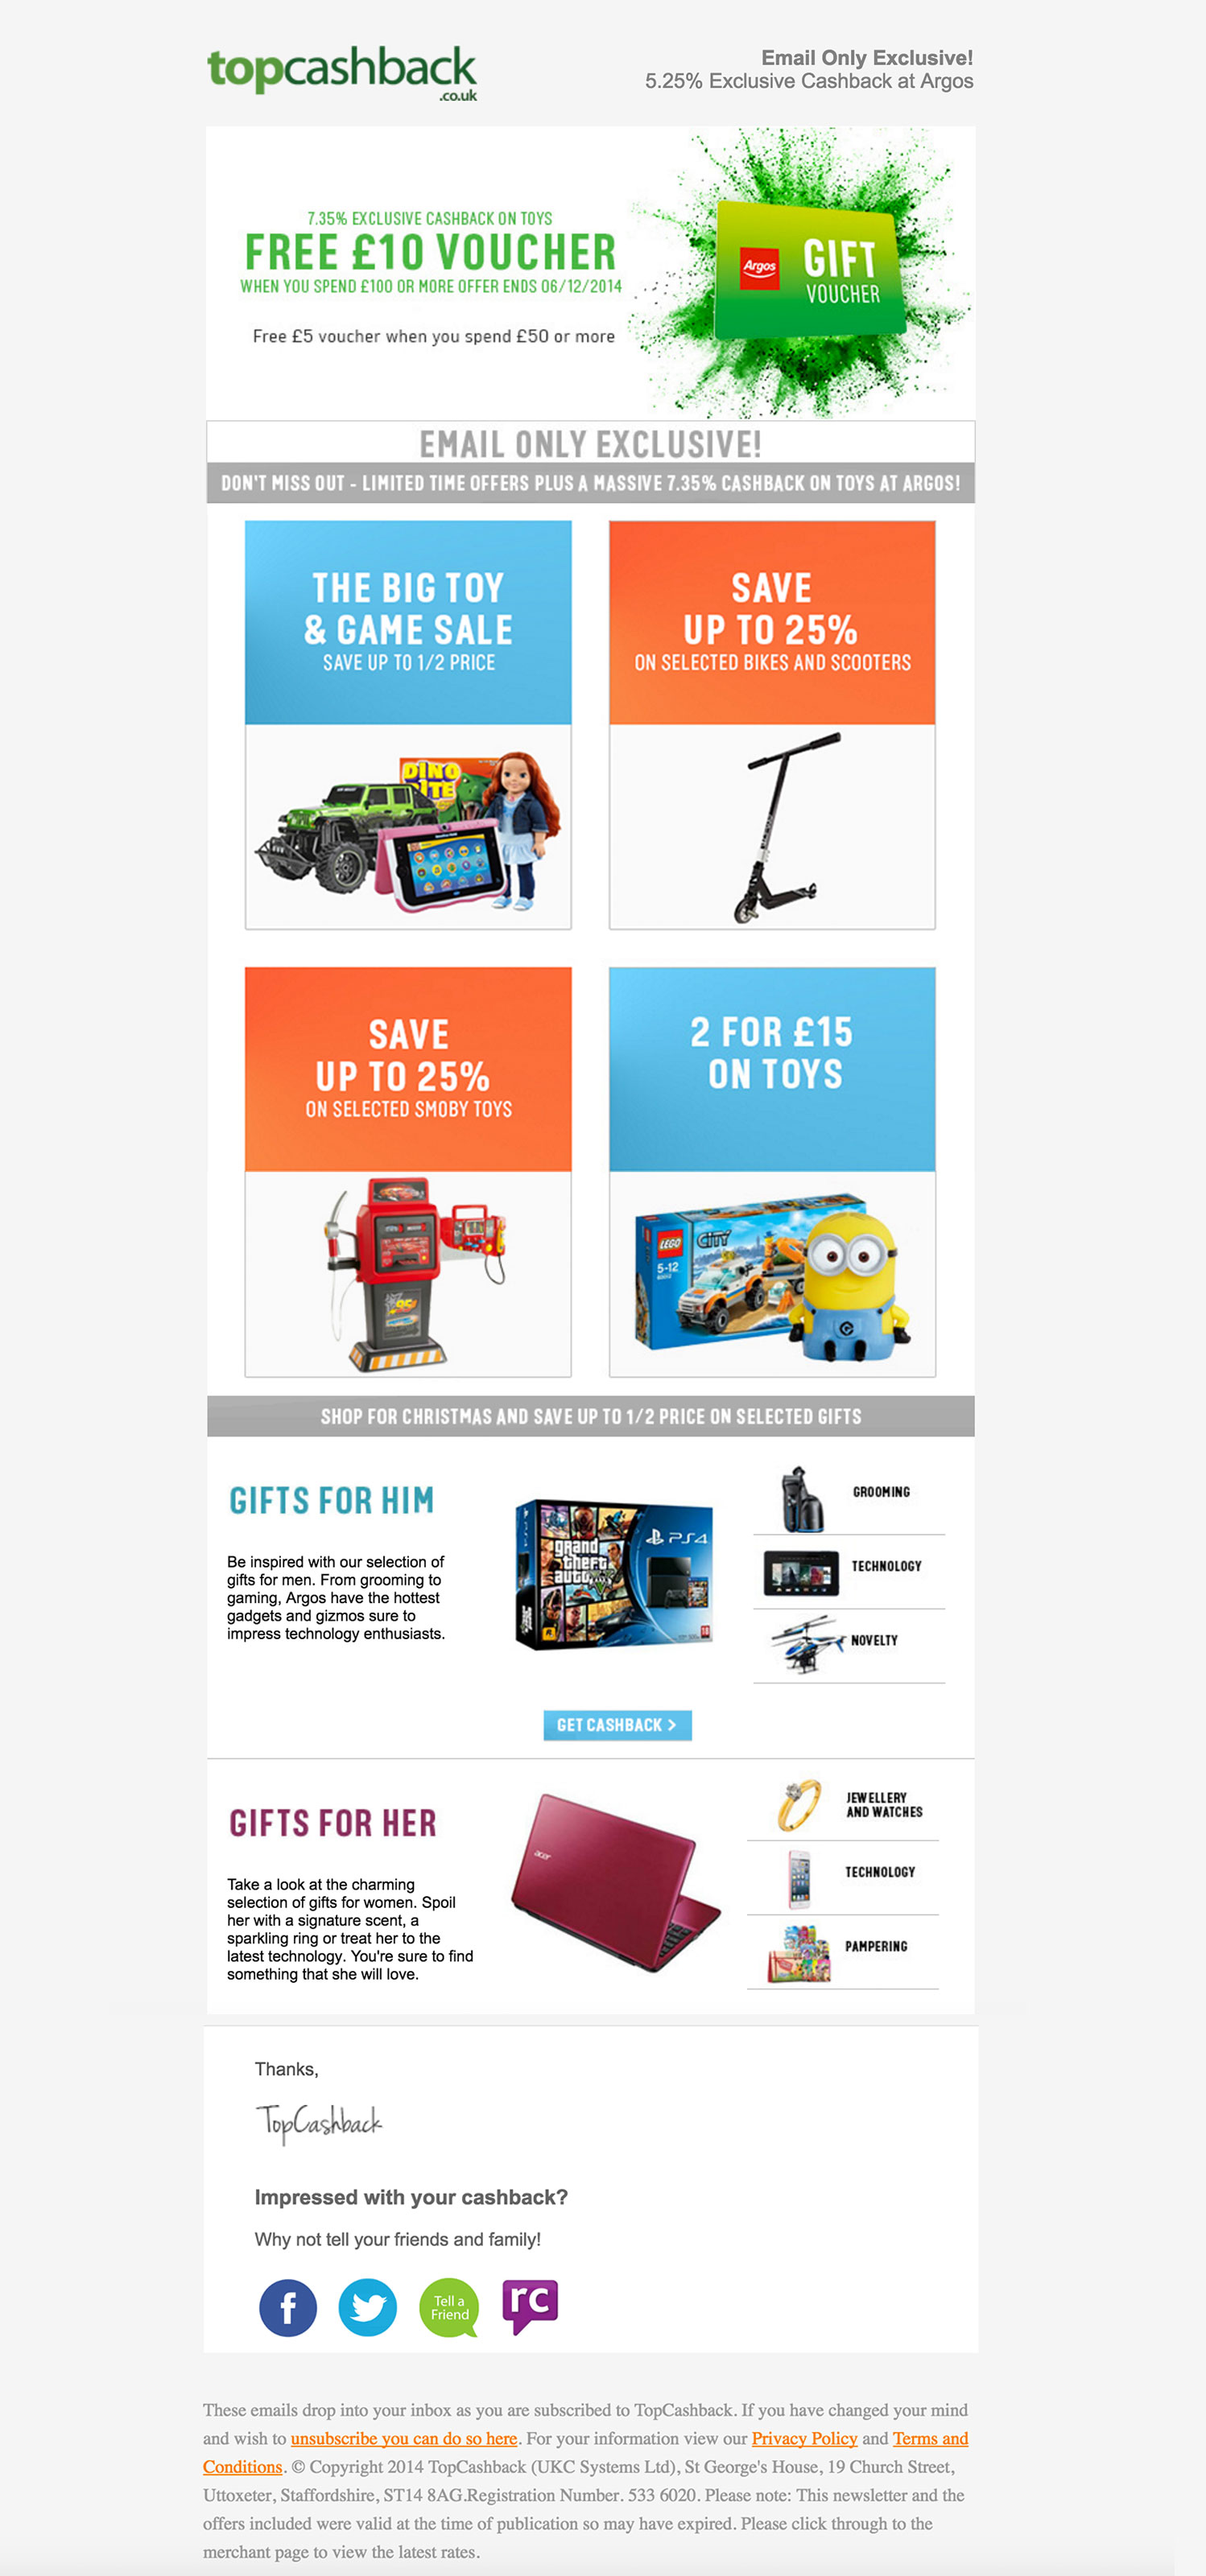 topcashback
.co.uk
Email Only Exclusive!
5.25% Exclusive Cashback at Argos
7.35% EXCLUSIVE CASHBACK ON TOYS
FREE £10 VOUCHER
WHEN YOU SPEND £100 OR MORE OFFER ENDS 06/12/2014
Free £5 voucher when you spend £50 or more
Argos
GIFT
VOUCHER
EMAIL ONLY EXCLUSIVE!
DON'T MISS OUT - LIMITED TIME OFFERS PLUS A MASSIVE 7.35% CASHBACK ON TOYS AT ARGOS!
THE BIG TOY
& GAME SALE
SAVE UP TO 1/2 PRICE
SAVE
UP TO 25%
ON SELECTED BIKES AND SCOOTERS
DINO
SAVE
UP TO 25%
ON SELECTED SMOBY TOYS
95
2 FOR £15
ON TOYS
LEGO
CITY
5-12
SHOP FOR CHRISTMAS AND SAVE UP TO 1/2 PRICE ON SELECTED GIFTS
GIFTS FOR HIM
Be inspired with our selection of
gifts for men. From grooming to
gaming, Argos have the hottest
gadgets and gizmos sure to
impress technology enthusiasts.
PS4
grand
theft
auto
GROOMING
TECHNOLOGY
NOVELTY
GET CASHBACK >
GIFTS FOR HER
Take a look at the charming
selection of gifts for women. Spoil
her with a signature scent, a
sparkling ring or treat her to the
latest technology. You're sure to find
something that she will love.
acer
JEWELLERY
AND WATCHES
TECHNOLOGY
PAMPERING
Thanks,
TopCashback
Impressed with your cashback?
Why not tell your friends and family!
f
Tell a
Friend
rc
These emails drop into your inbox as you are subscribed to TopCashback. If you have changed your mind
and wish to unsubscribe you can do so here. For your information view our Privacy Policy and Terms and
Conditions. © Copyright 2014 TopCashback (UKC Systems Ltd), St George's House, 19 Church Street,
Uttoxeter, Staffordshire, ST14 8AG.Registration Number. 533 6020. Please note: This newsletter and the
offers included were valid at the time of publication so may have expired. Please click through to the
merchant page to view the latest rates.